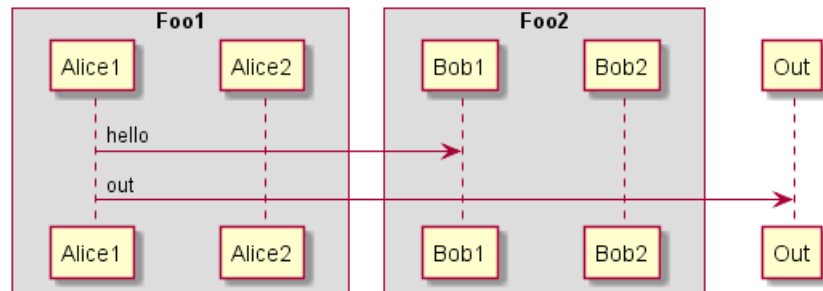 Foo1 Foo2
Alice1 Alice2 Bob1 Bob2 Out
hello
out
Alice1 Alice2 Bob1 Bob2 Out